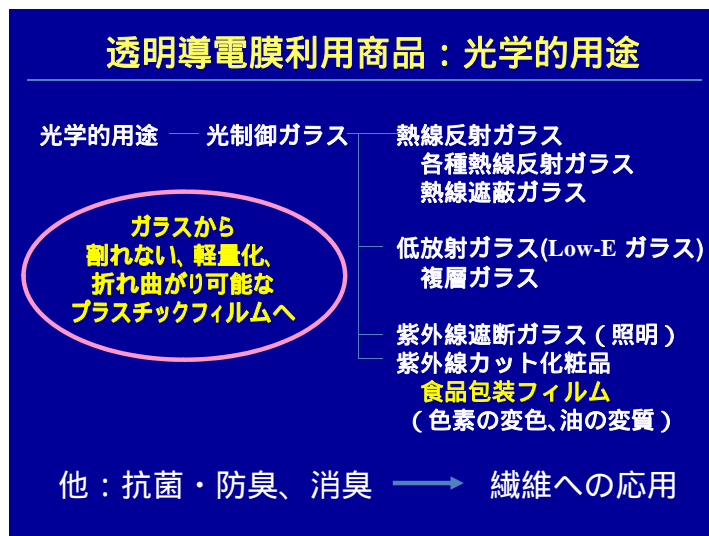 透明導電膜利用商品：光学的用途
光学的用途
光制御ガラス
熱線反射ガラス
各種熱線反射ガラス
熱線遮蔽ガラス
ガラスから
割れない、軽量化、
折れ曲がり可能な
プラスチックフィルムへ
低放射ガラス(Low-E ガラス)
複層ガラス
紫外線遮断ガラス（照明）
紫外線カット化粧品
食品包装フィルム
（色素の変色、油の変質）
他：抗菌・防臭、消臭
繊維への応用